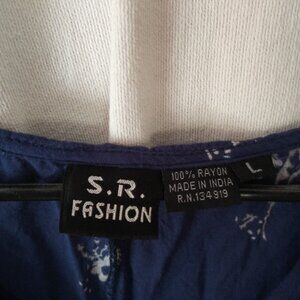 S.R.
FASHION
100% RAYON
MADE IN INDIA
R.N.134919
L